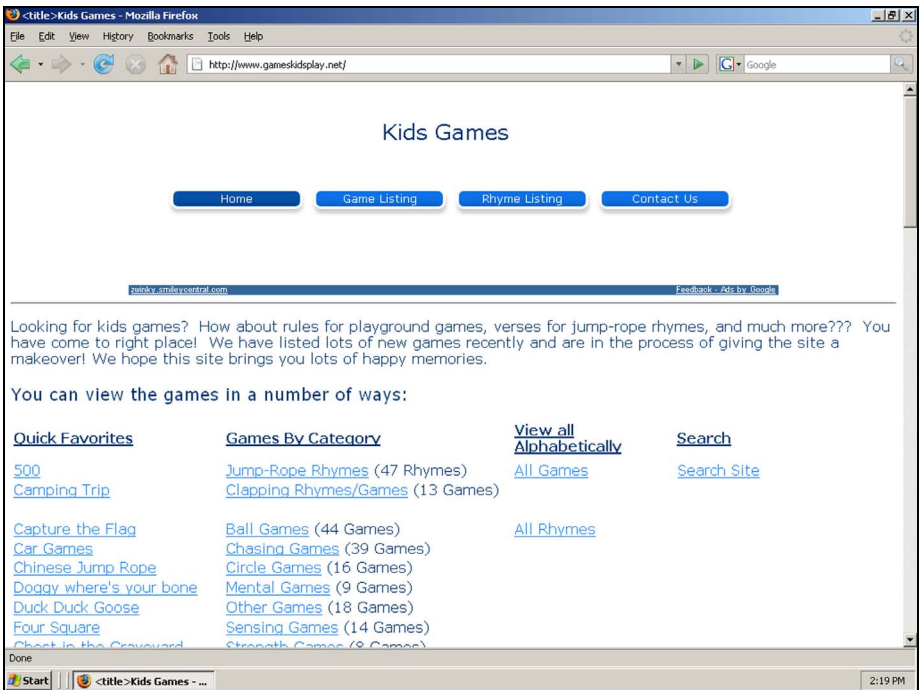 <title>Kids Games - Mozilla Firefox
File Edit View History Bookmarks Tools Help
http://www.gameskidsplay.net/ G Google
Kids Games
Home Game Listing Rhyme Listing Contact Us
zwinky.smileycentral.com Feedback - Ads by Google
Looking for kids games? How about rules for playground games, verses for jump-rope rhymes, and much more??? You
have come to right place! We have listed lots of new games recently and are in the process of giving the site a
makeover! We hope this site brings you lots of happy memories.
You can view the games in a number of ways:
Quick Favorites Games By Category View all Alphabetically Search
500 Jump-Rope Rhymes (47 Rhymes) All Games Search Site
Camping Trip Clapping Rhymes/Games (13 Games)
Capture the Flag Ball Games (44 Games) All Rhymes
Car Games Chasing Games (39 Games)
Chinese Jump Rope Circle Games (16 Games)
Doggy where's your bone Mental Games (9 Games)
Duck Duck Goose Other Games (18 Games)
Four Square Sensing Games (14 Games)
Ghost in the Graveyard Strength Games (8 Games)
Done
Start <title>Kids Games - ... 2:19 PM